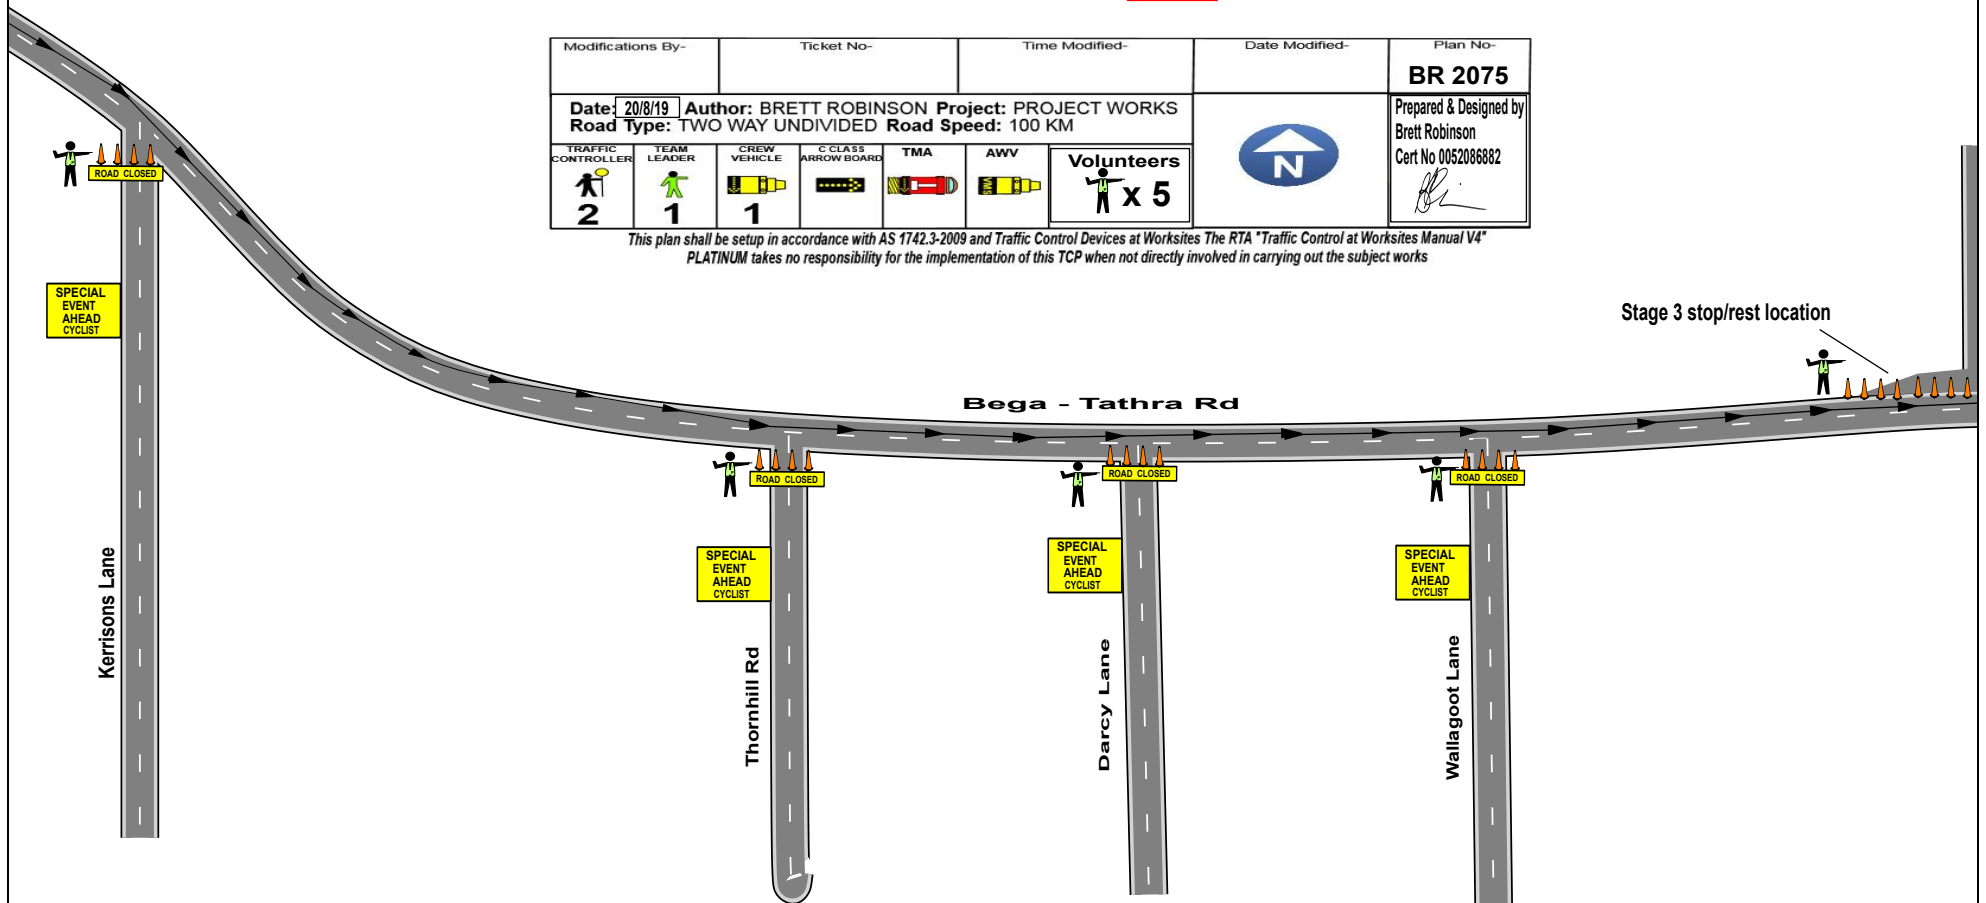 Modifications By-
Ticket No-
Time Modified-
Date Modified-
Plan No-
BR 2075
Date: 20/8/19 Author: BRETT ROBINSON Project: PROJECT WORKS
Road Type: TWO WAY UNDIVIDED Road Speed: 100 KM
Prepared & Designed by
Brett Robinson
Cert No 0052086882
TRAFFIC
CONTROLLER
2
TEAM
LEADER
1
CREW
VEHICLE
1
C CLASS
ARROW BOARD
TMA
AWV
VMS
Volunteers
x 5
N
This plan shall be setup in accordance with AS 1742.3-2009 and Traffic Control Devices at Worksites The RTA "Traffic Control at Worksites Manual V4"
PLATINUM takes no responsibility for the implementation of this TCP when not directly involved in carrying out the subject works
ROAD CLOSED
SPECIAL
EVENT
AHEAD
CYCLIST
Kerrisons Lane
Stage 3 stop/rest location
Bega - Tathra Rd
ROAD CLOSED
SPECIAL
EVENT
AHEAD
CYCLIST
Thornhill Rd
ROAD CLOSED
SPECIAL
EVENT
AHEAD
CYCLIST
Darcy Lane
ROAD CLOSED
SPECIAL
EVENT
AHEAD
CYCLIST
Wallagoot Lane